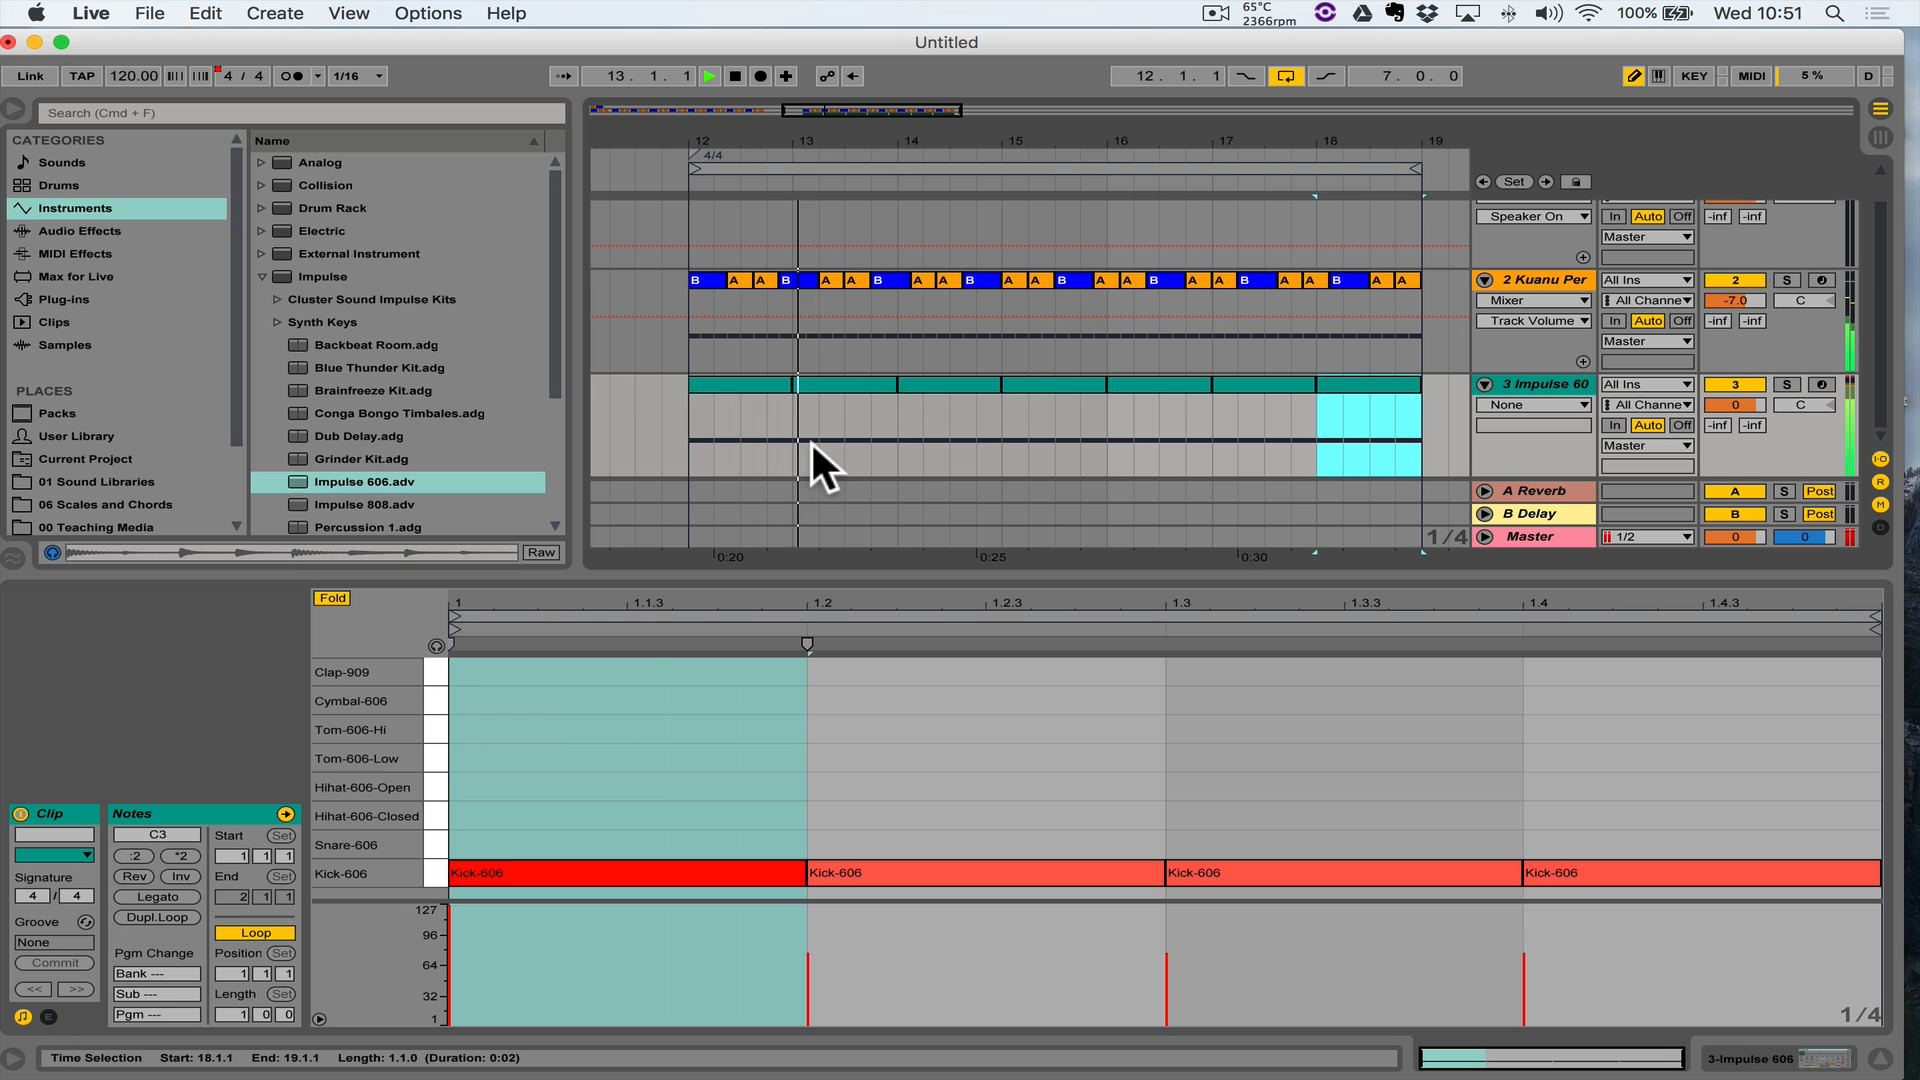 Live File Edit Create View Options Help 65°C 2366rpm 100% Wed 10:51
Untitled
Link TAP 120.00 4 / 4 1/16 13. 1. 1 12. 1. 1 7. 0. 0 KEY MIDI 5 % D
Search (Cmd + F)
CATEGORIES
Sounds
Drums
Instruments
Audio Effects
MIDI Effects
Max for Live
Plug-ins
Clips
Samples
PLACES
Packs
User Library
Current Project
01 Sound Libraries
06 Scales and Chords
00 Teaching Media
Name
Analog
Collision
Drum Rack
Electric
External Instrument
Impulse
Cluster Sound Impulse Kits
Synth Keys
Backbeat Room.adg
Blue Thunder Kit.adg
Brainfreeze Kit.adg
Conga Bongo Timbales.adg
Dub Delay.adg
Grinder Kit.adg
Impulse 606.adv
Impulse 808.adv
Percussion 1.adg
Raw
12 13 14 15 16 17 18 19
4/4
Set
Speaker On In Auto Off -inf -inf
Master
B A A B A A B A A B A A B A A B A A B A A B A A
2 Kuanu Per All Ins 2 S
Mixer All Channe -7.0 C
Track Volume In Auto Off -inf -inf
Master
3 Impulse 60 All Ins 3 S
None All Channe 0 C
In Auto Off -inf -inf
Master
A Reverb A S Post
B Delay B S Post
1/4 Master 1/2 0 0
0:20 0:25 0:30
I·O
R
M
D
Fold
1 1.1.3 1.2 1.2.3 1.3 1.3.3 1.4 1.4.3
Clap-909
Cymbal-606
Tom-606-Hi
Tom-606-Low
Hihat-606-Open
Hihat-606-Closed
Snare-606
Kick-606 Kick-606 Kick-606 Kick-606 Kick-606
127
96
64
32
1
1/4
Clip
Signature
4 / 4
Groove
None
Commit
<< >>
E
Notes
C3
:2 *2
Rev Inv
Legato
Dupl.Loop
Pgm Change
Bank ---
Sub ---
Pgm ---
Start Set
1 1 1
End Set
2 1 1
Loop
Position Set
1 1 1
Length Set
1 0 0
Time Selection Start: 18.1.1 End: 19.1.1 Length: 1.1.0 (Duration: 0:02)
3-Impulse 606